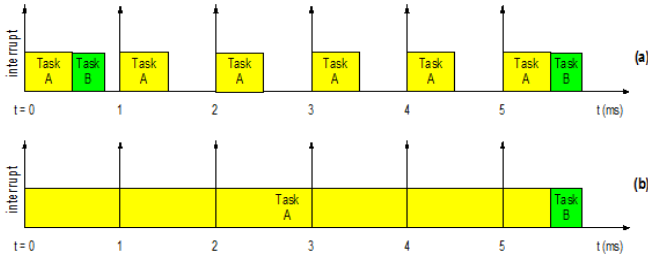 interrupt
Task A
Task B
Task A
Task A
Task A
Task A
Task A
Task B
(a)
t = 0 1 2 3 4 5 t (ms)
interrupt
Task A
Task B
(b)
t = 0 1 2 3 4 5 t (ms)